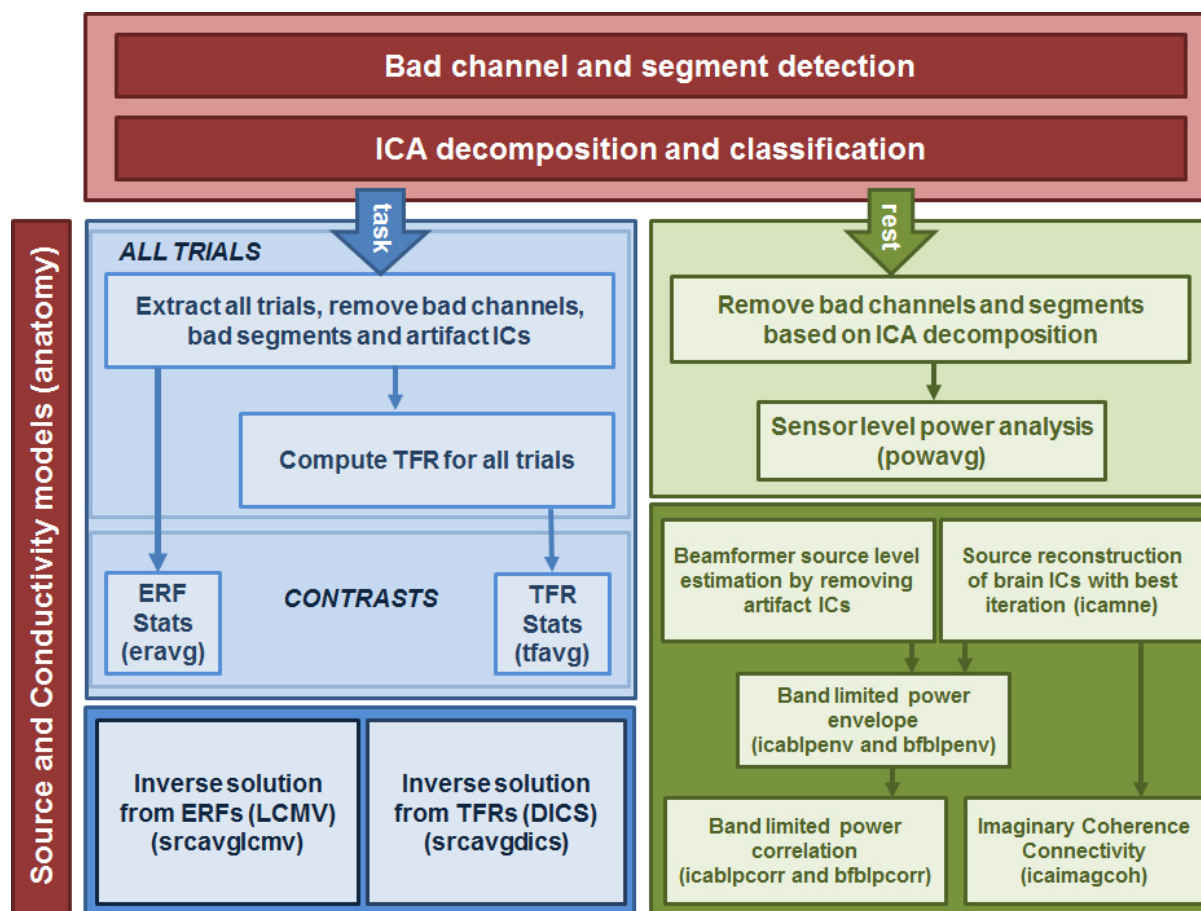 Bad channel and segment detection
ICA decomposition and classification
Source and Conductivity models (anatomy)
task
ALL TRIALS
Extract all trials, remove bad channels,
bad segments and artifact ICs
Compute TFR for all trials
ERF
Stats
(eravg)
CONTRASTS
TFR
Stats
(tfavg)
Inverse solution
from ERFs (LCMV)
(srcavglcmv)
Inverse solution
from TFRs (DICS)
(srcavgdics)
rest
Remove bad channels and segments
based on ICA decomposition
Sensor level power analysis
(powavg)
Beamformer source level
estimation by removing
artifact ICs
Source reconstruction
of brain ICs with best
iteration (icamne)
Band limited power
envelope
(icablpenv and bfblpenv)
Band limited power
correlation
(icablpcorr and bfblpcorr)
Imaginary Coherence
Connectivity
(icaimagcoh)